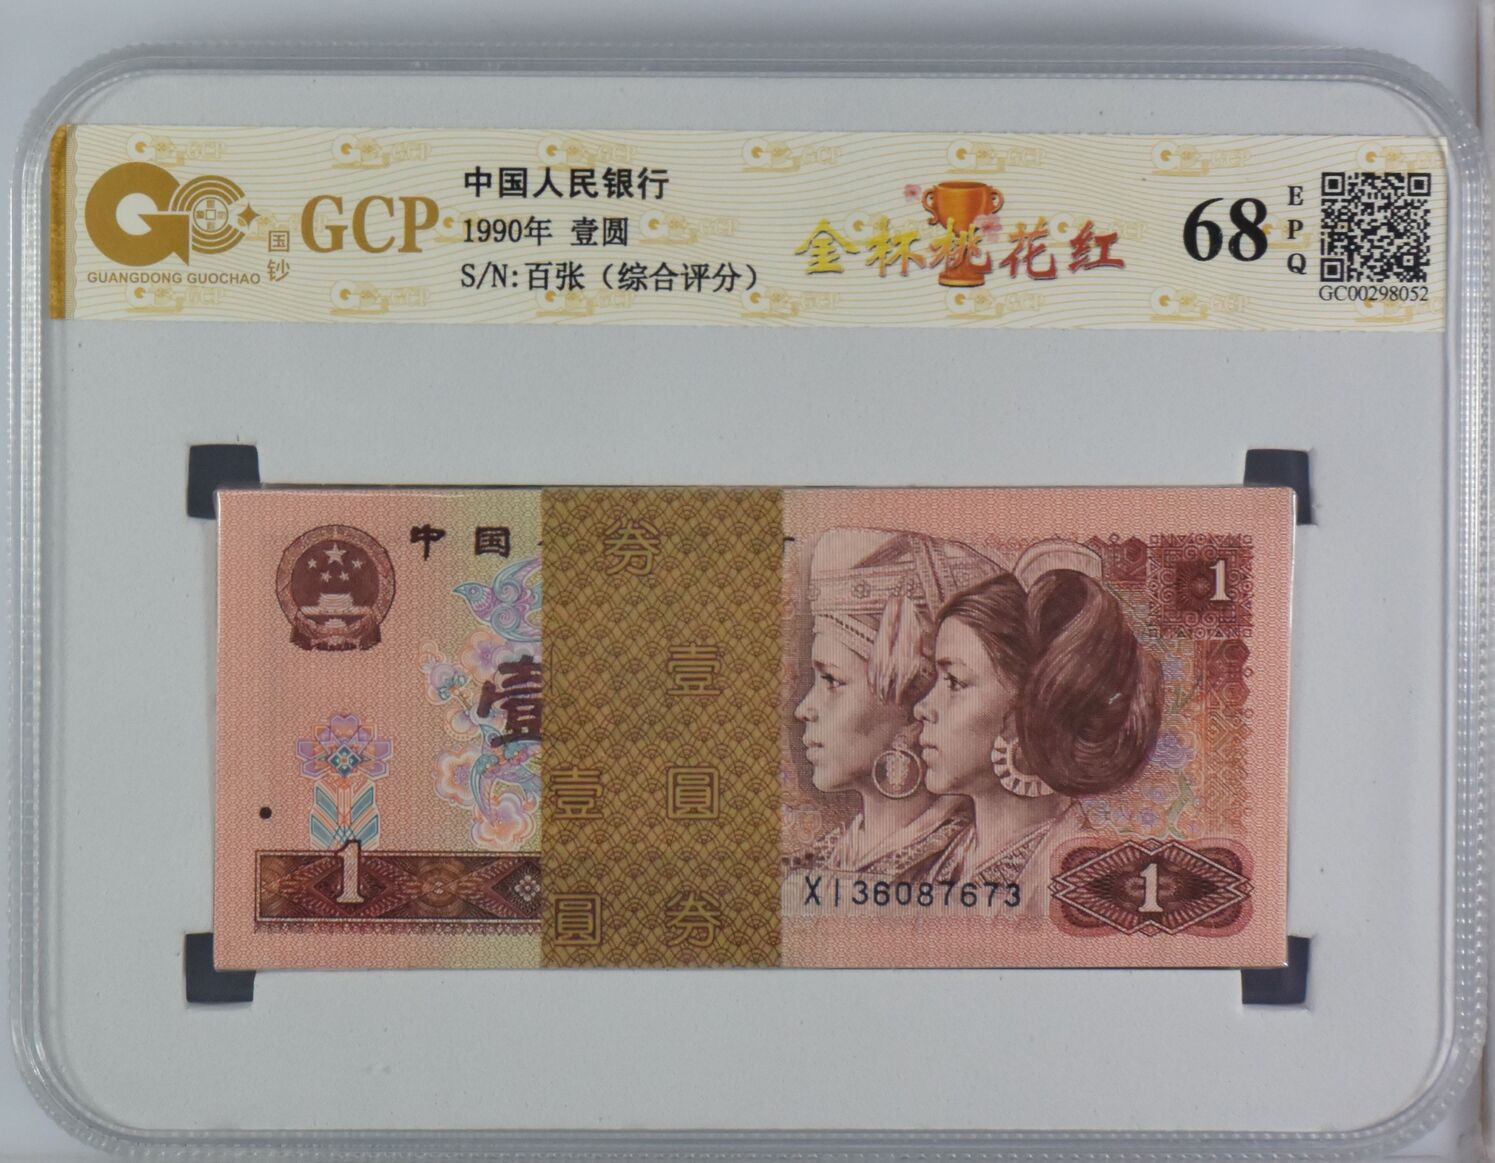 GUANGDONG GUOCHAO
国钞
GCP
中国人民银行
1990年 壹圆
S/N:百张（综合评分）
金杯桃花红
68
EPQ
GC00298052
中国
壹
券
壹
圆
券
壹
圆
1
1
X I 36087673
1